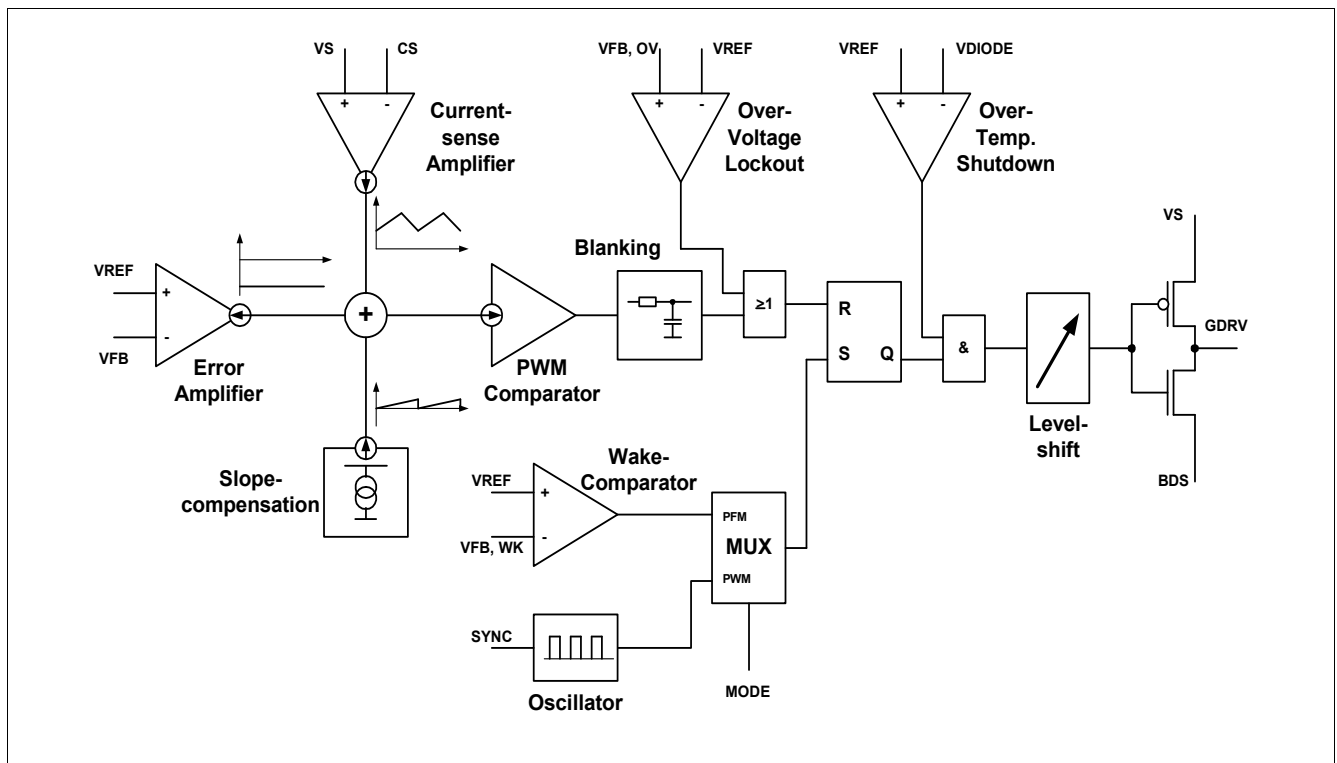 VS
CS
VFB, OV
VREF
VREF
VDIODE
+ -
+ -
+ -
Current-
sense
Amplifier
Over-
Voltage
Lockout
Over-
Temp.
Shutdown
VS
Blanking
VREF
+
-
VFB
+
≥1
R
S
Q
&
GDRV
Error
Amplifier
PWM
Comparator
Level-
shift
BDS
Slope-
compensation
Wake-
Comparator
VREF
+
-
VFB, WK
PFM
MUX
PWM
SYNC
Oscillator
MODE